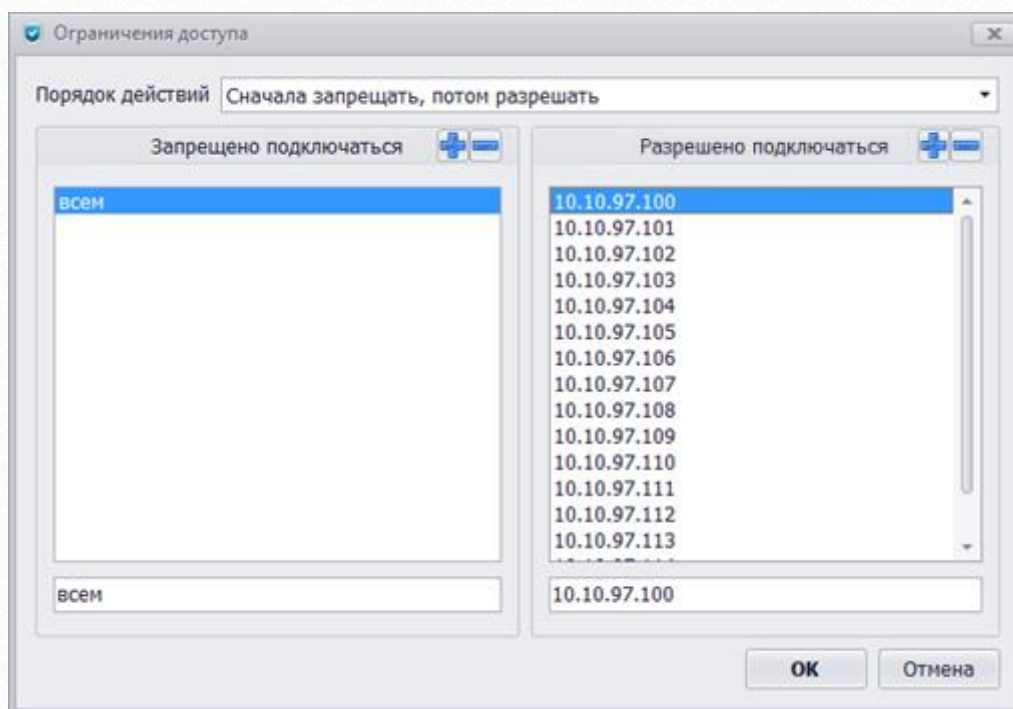 Ограничения доступа
Порядок действий Сначала запрещать, потом разрешать
Запрещено подключаться
Разрешено подключаться
всем
10.10.97.100
10.10.97.101
10.10.97.102
10.10.97.103
10.10.97.104
10.10.97.105
10.10.97.106
10.10.97.107
10.10.97.108
10.10.97.109
10.10.97.110
10.10.97.111
10.10.97.112
10.10.97.113
всем
10.10.97.100
OK
Отмена